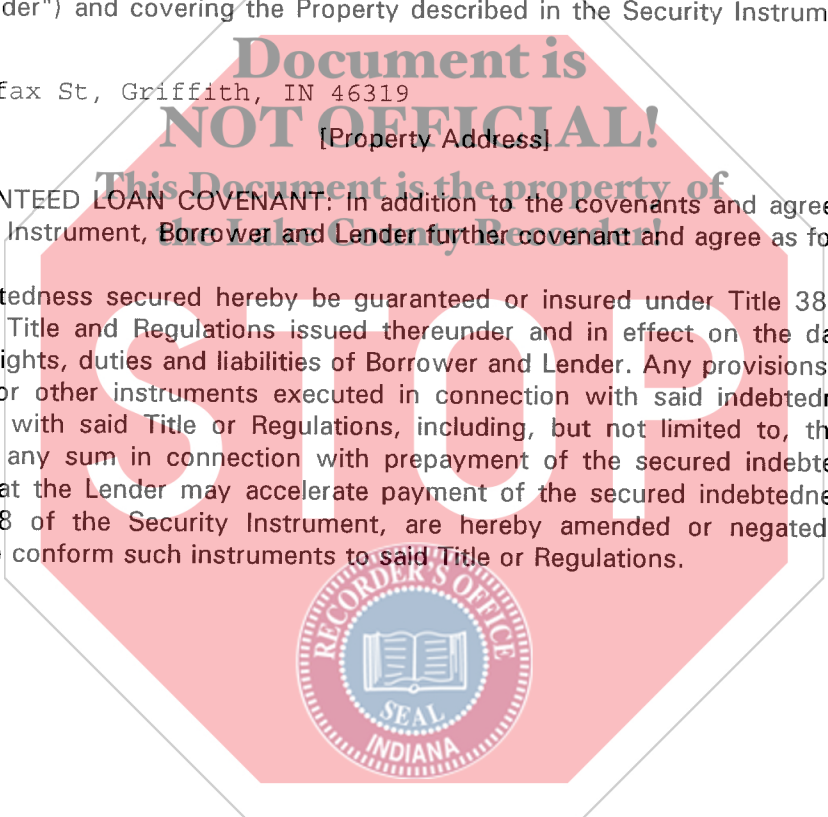 der") and covering the Property described in the Security Instrum
Document is
fax St, Griffith, IN 46319
NOT OFFICIAL!
[Property Address]
This Document is the property of
NTEED LOAN COVENANT: In addition to the covenants and agree
the Lake County Recorder!
Instrument, Borrower and Lender further covenant and agree as fo
tedness secured hereby be guaranteed or insured under Title 38
Title and Regulations issued thereunder and in effect on the da
ights, duties and liabilities of Borrower and Lender. Any provisions
or other instruments executed in connection with said indebtedn
with said Title or Regulations, including, but not limited to, th
any sum in connection with prepayment of the secured indebte
at the Lender may accelerate payment of the secured indebtedne
8 of the Security Instrument, are hereby amended or negated
conform such instruments to said Title or Regulations.
STOP
RECORDER'S OFFICE
SEAL
INDIANA